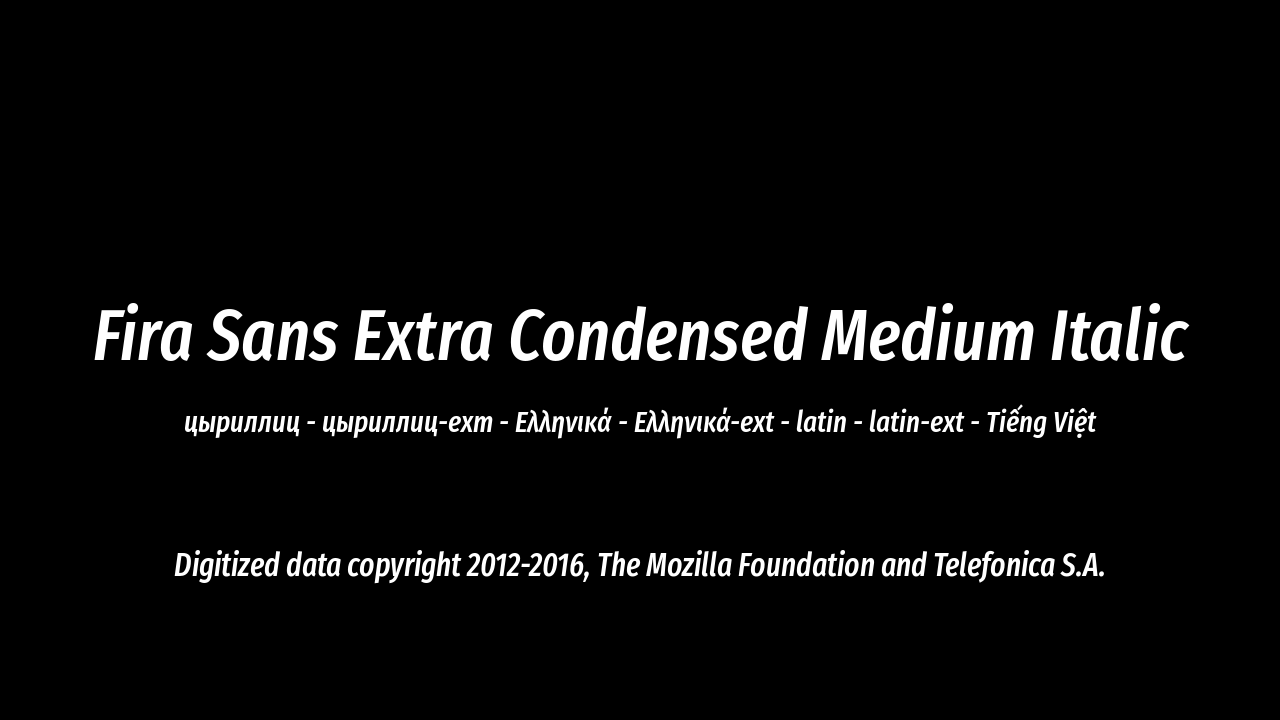 Fira Sans Extra Condensed Medium Italic
цыриллиц - цыриллиц-ехт - Ελληνικά - Ελληνικά-ext - latin - latin-ext - Tiếng Việt
Digitized data copyright 2012-2016, The Mozilla Foundation and Telefonica S.A.